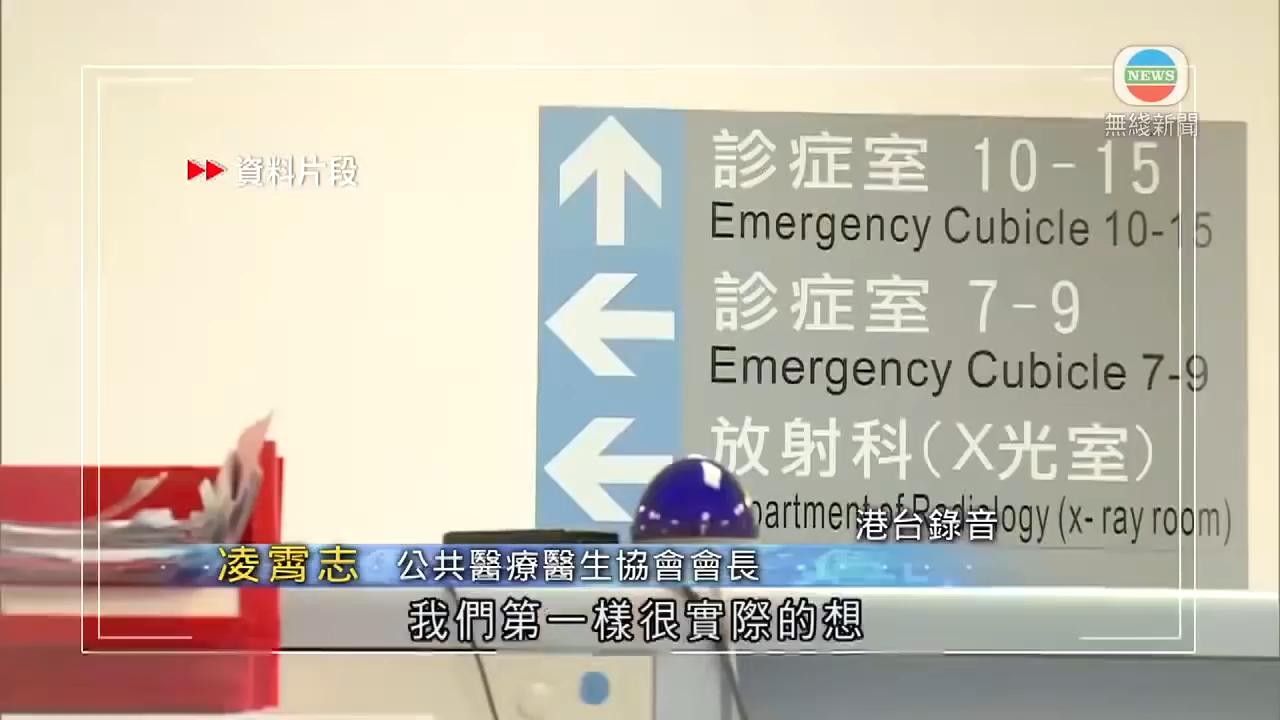 NEWS
無綫新聞
資料片段
診症室 10-15
Emergency Cubicle 10-15
診症室 7-9
Emergency Cubicle 7-9
放射科(X光室)
of Radiology (x-ray room)
港台錄音
凌霄志 公共醫療醫生協會會長
我們第一樣很實際的想